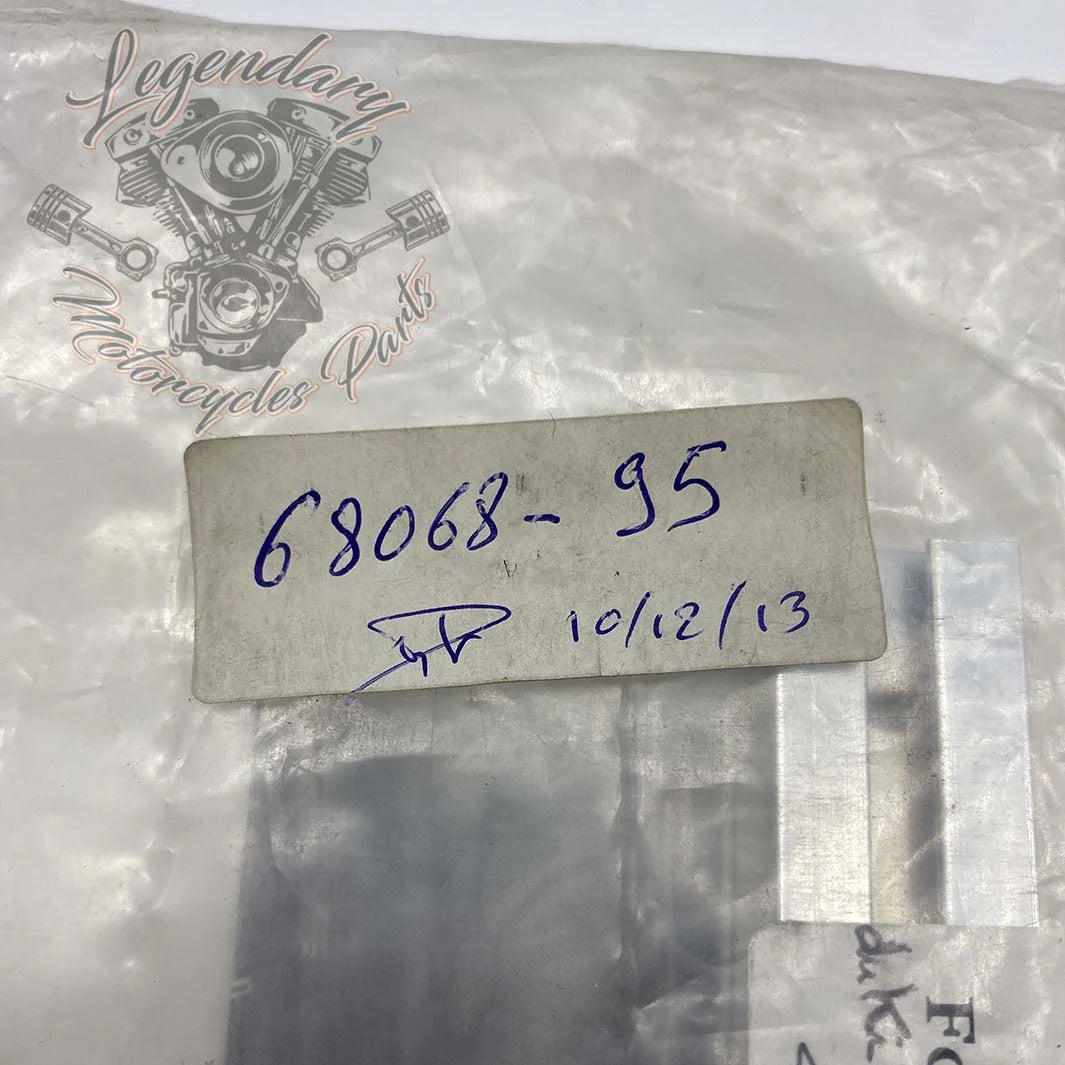 Legendary
Motorcycles Parts
68068-95
10/12/13